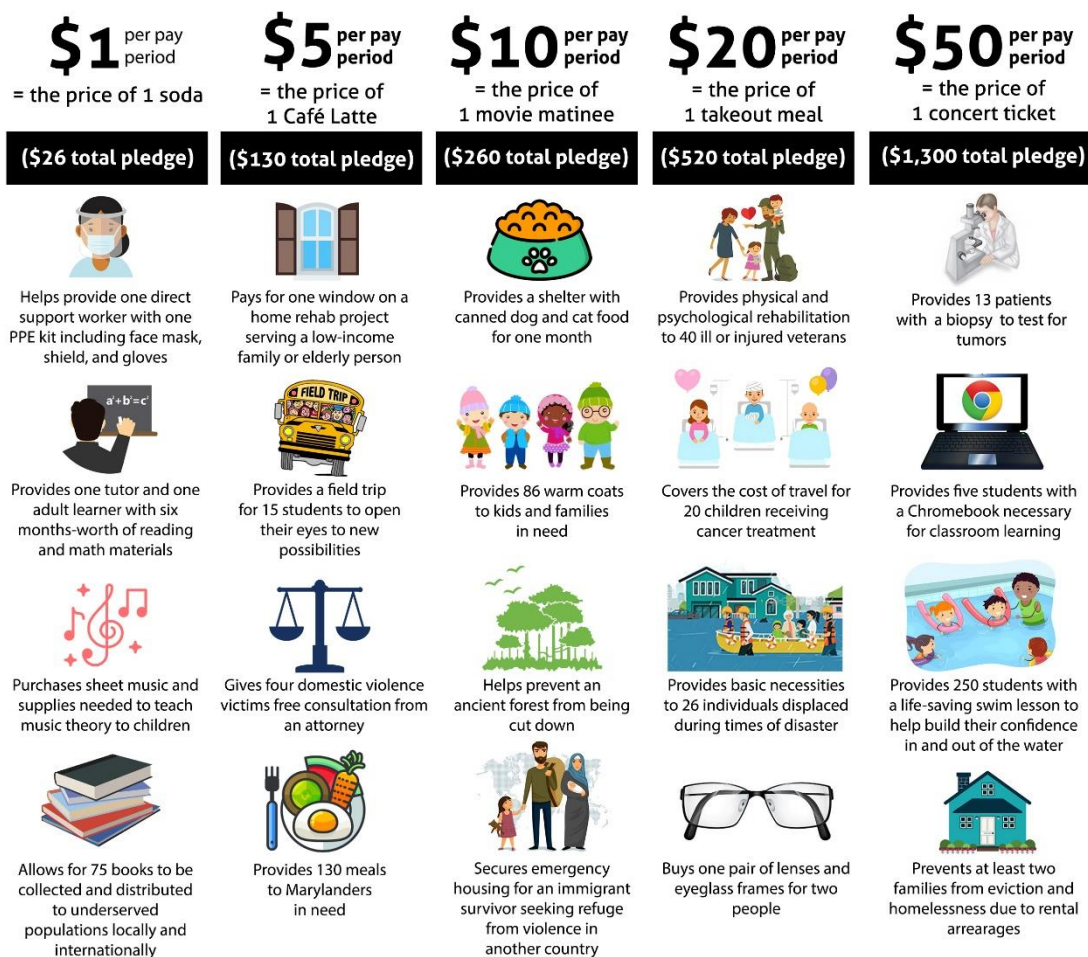 $1 per pay period
= the price of 1 soda
($26 total pledge)
Helps provide one direct
support worker with one
PPE kit including face mask,
shield, and gloves
a²+b²=c²
Provides one tutor and one
adult learner with six
months-worth of reading
and math materials
Purchases sheet music and
supplies needed to teach
music theory to children
Allows for 75 books to be
collected and distributed
to underserved
populations locally and
internationally
$5 per pay period
= the price of
1 Café Latte
($130 total pledge)
Pays for one window on a
home rehab project
serving a low-income
family or elderly person
FIELD TRIP
Provides a field trip
for 15 students to open
their eyes to new
possibilities
Gives four domestic violence
victims free consultation from
an attorney
Provides 130 meals
to Marylanders
in need
$10 per pay period
= the price of
1 movie matinee
($260 total pledge)
Provides a shelter with
canned dog and cat food
for one month
Provides 86 warm coats
to kids and families
in need
Helps prevent an
ancient forest from being
cut down
Secures emergency
housing for an immigrant
survivor seeking refuge
from violence in
another country
$20 per pay period
= the price of
1 takeout meal
($520 total pledge)
Provides physical and
psychological rehabilitation
to 40 ill or injured veterans
Covers the cost of travel for
20 children receiving
cancer treatment
Provides basic necessities
to 26 individuals displaced
during times of disaster
Buys one pair of lenses and
eyeglass frames for two
people
$50 per pay period
= the price of
1 concert ticket
($1,300 total pledge)
Provides 13 patients
with a biopsy to test for
tumors
Provides five students with
a Chromebook necessary
for classroom learning
Provides 250 students with
a life-saving swim lesson to
help build their confidence
in and out of the water
Prevents at least two
families from eviction and
homelessness due to rental
arrearages